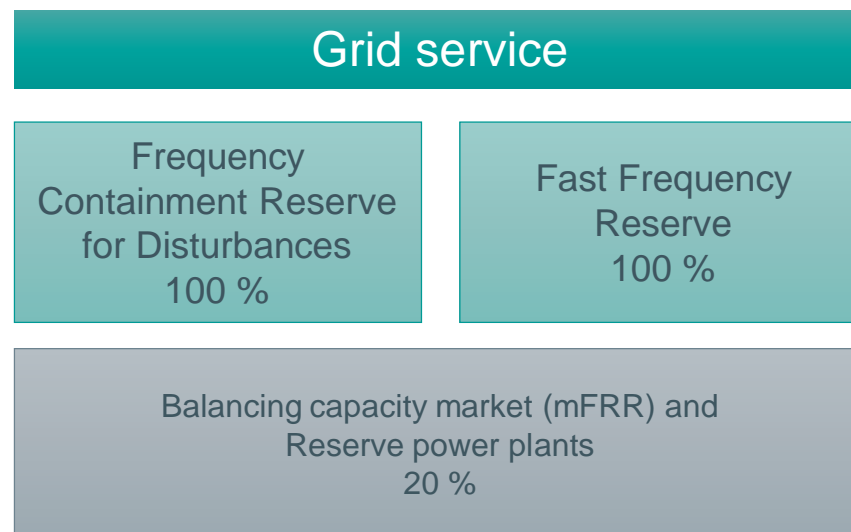 Grid service
Frequency
Containment Reserve
for Disturbances
100 %
Fast Frequency
Reserve
100 %
Balancing capacity market (mFRR) and
Reserve power plants
20 %